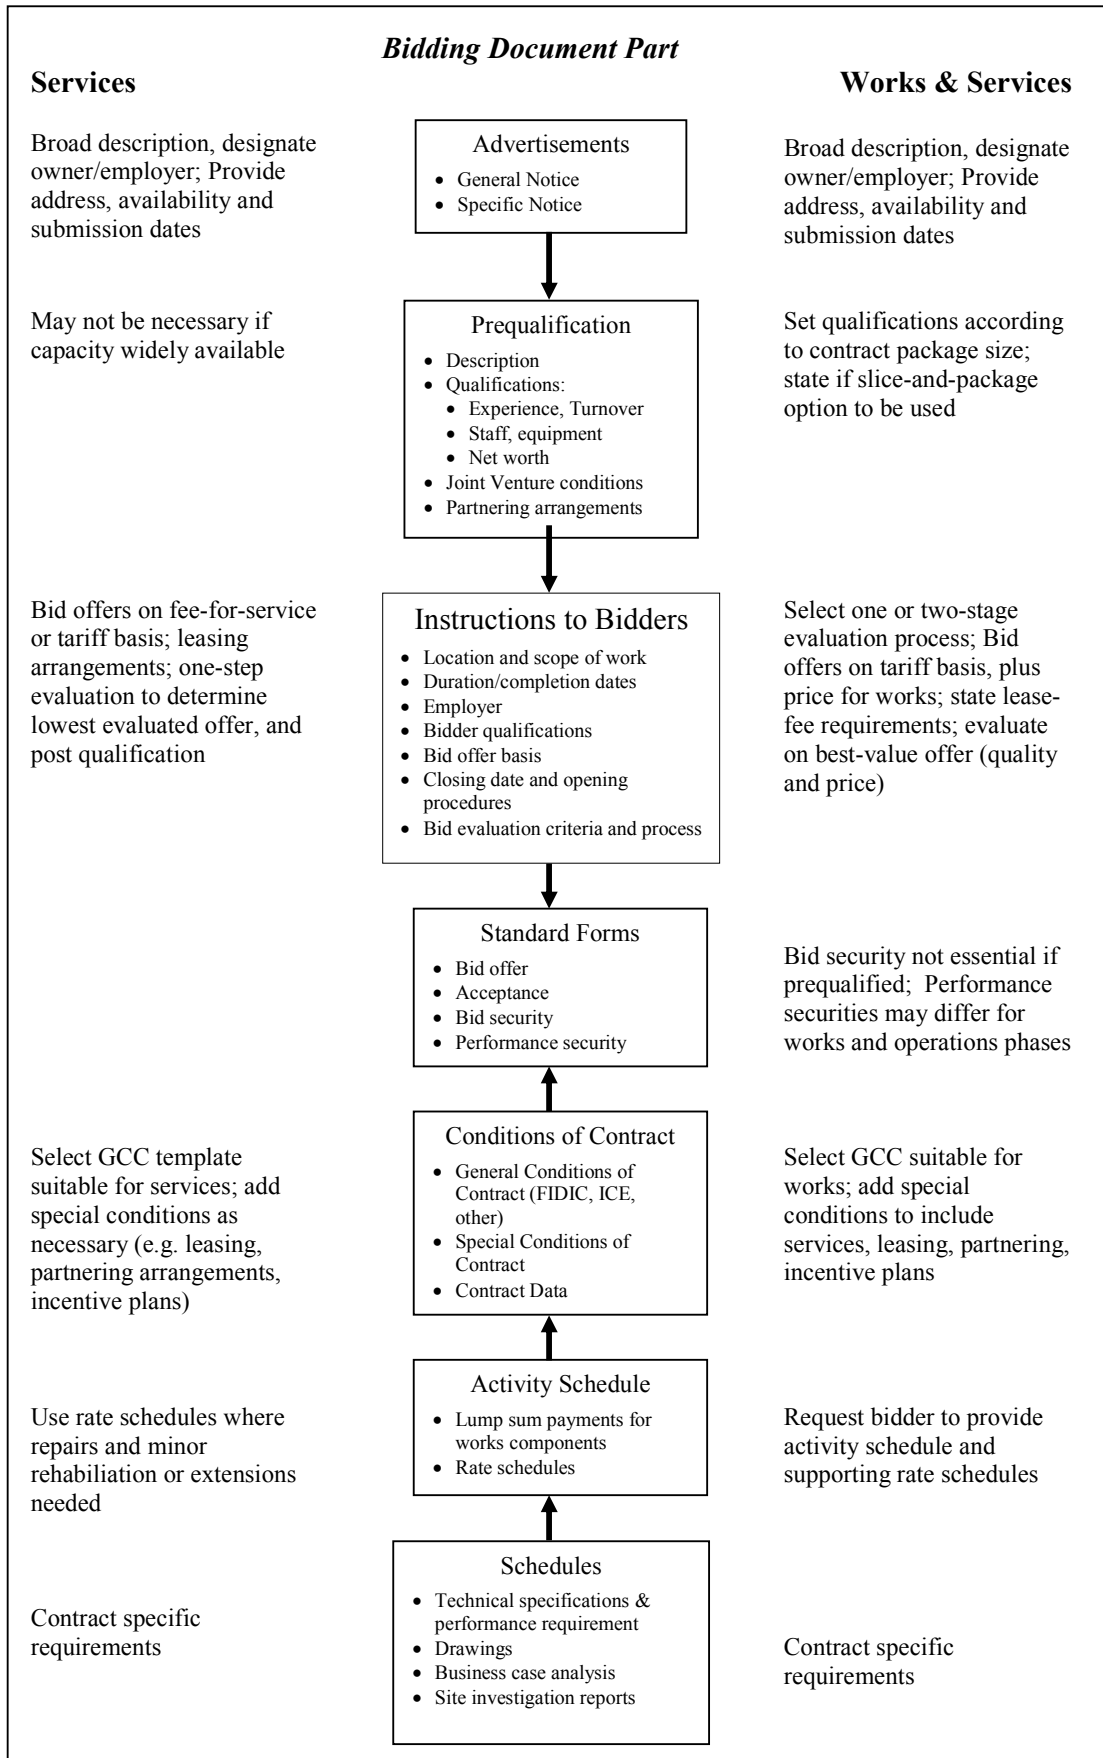 Bidding Document Part
Services
Works & Services
Broad description, designate
owner/employer; Provide
address, availability and
submission dates
Advertisements
• General Notice
• Specific Notice
Broad description, designate
owner/employer; Provide
address, availability and
submission dates
May not be necessary if
capacity widely available
Prequalification
• Description
• Qualifications:
• Experience, Turnover
• Staff, equipment
• Net worth
• Joint Venture conditions
• Partnering arrangements
Set qualifications according
to contract package size;
state if slice-and-package
option to be used
Bid offers on fee-for-service
or tariff basis; leasing
arrangements; one-step
evaluation to determine
lowest evaluated offer, and
post qualification
Instructions to Bidders
• Location and scope of work
• Duration/completion dates
• Employer
• Bidder qualifications
• Bid offer basis
• Closing date and opening
procedures
• Bid evaluation criteria and process
Select one or two-stage
evaluation process; Bid
offers on tariff basis, plus
price for works; state lease-
fee requirements; evaluate
on best-value offer (quality
and price)
Standard Forms
• Bid offer
• Acceptance
• Bid security
• Performance security
Bid security not essential if
prequalified;  Performance
securities may differ for
works and operations phases
Select GCC template
suitable for services; add
special conditions as
necessary (e.g. leasing,
partnering arrangements,
incentive plans)
Conditions of Contract
• General Conditions of
Contract (FIDIC, ICE,
other)
• Special Conditions of
Contract
• Contract Data
Select GCC suitable for
works; add special
conditions to include
services, leasing, partnering,
incentive plans
Use rate schedules where
repairs and minor
rehabiliation or extensions
needed
Activity Schedule
• Lump sum payments for
works components
• Rate schedules
Request bidder to provide
activity schedule and
supporting rate schedules
Contract specific
requirements
Schedules
• Technical specifications &
performance requirement
• Drawings
• Business case analysis
• Site investigation reports
Contract specific
requirements